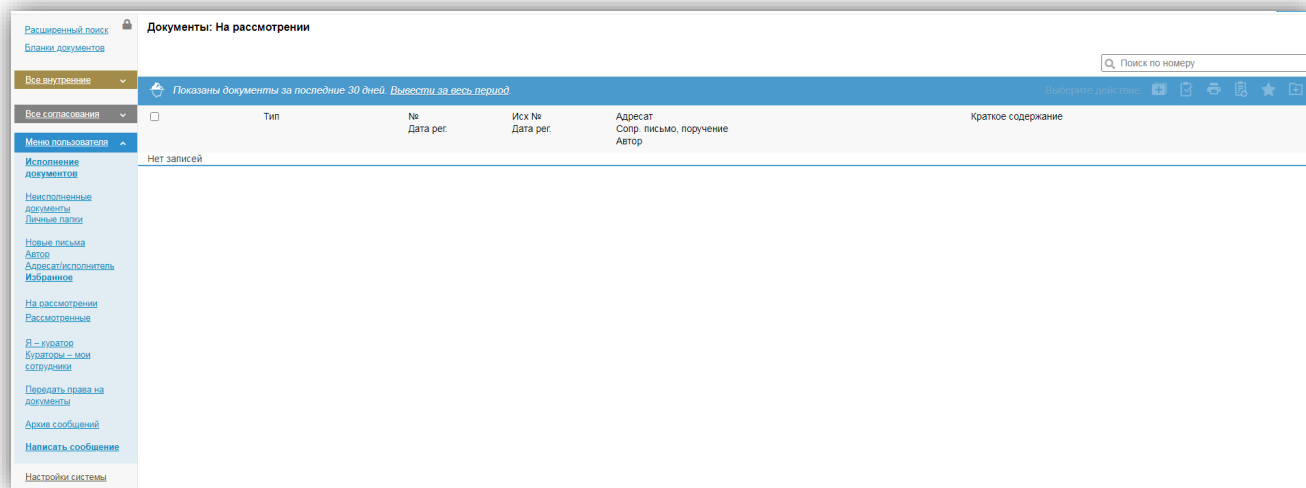 Расширенный поиск
Бланки документов
Все внутренние
Все согласования
Меню пользователя
Исполнение
документов
Неисполненные
документы
Личные папки
Новые письма
Автор
Адресат/исполнитель
Избранное
На рассмотрении
Рассмотренные
Я – куратор
Кураторы – мои
сотрудники
Передать права на
документы
Архив сообщений
Написать сообщение
Настройки системы
Документы: На рассмотрении
Поиск по номеру
Показаны документы за последние 30 дней. Вывести за весь период.
Выберите действие:
Тип
№
Дата рег.
Исх №
Дата рег.
Адресат
Сопр. письмо, поручение
Автор
Краткое содержание
Нет записей